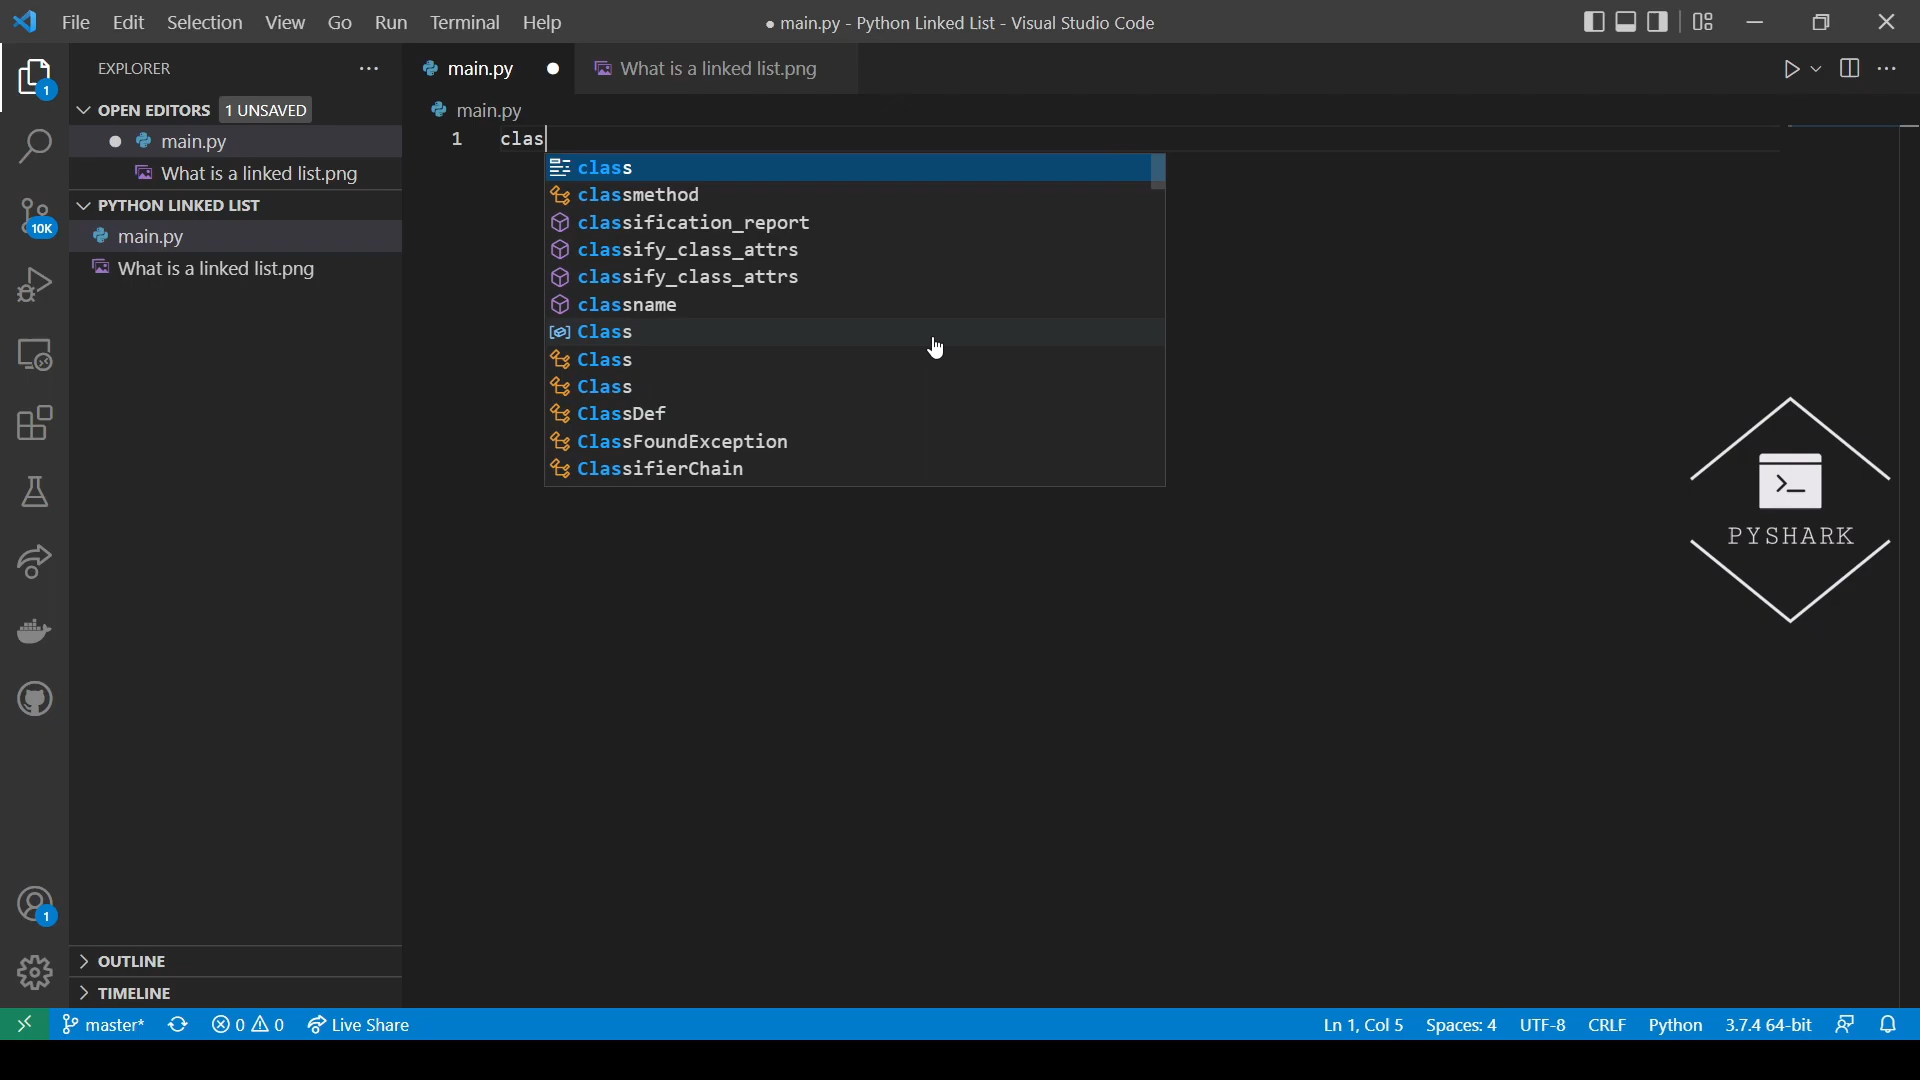 File Edit Selection View Go Run Terminal Help
● main.py - Python Linked List - Visual Studio Code
EXPLORER
OPEN EDITORS 1 UNSAVED
main.py
What is a linked list.png
PYTHON LINKED LIST
main.py
What is a linked list.png
OUTLINE
TIMELINE
1
10K
1
main.py
What is a linked list.png
main.py
1 clas
class
classmethod
classification_report
classify_class_attrs
classify_class_attrs
classname
Class
Class
Class
ClassDef
ClassFoundException
ClassifierChain
PYSHARK
master* 0 0 Live Share
Ln 1, Col 5 Spaces: 4 UTF-8 CRLF Python 3.7.4 64-bit